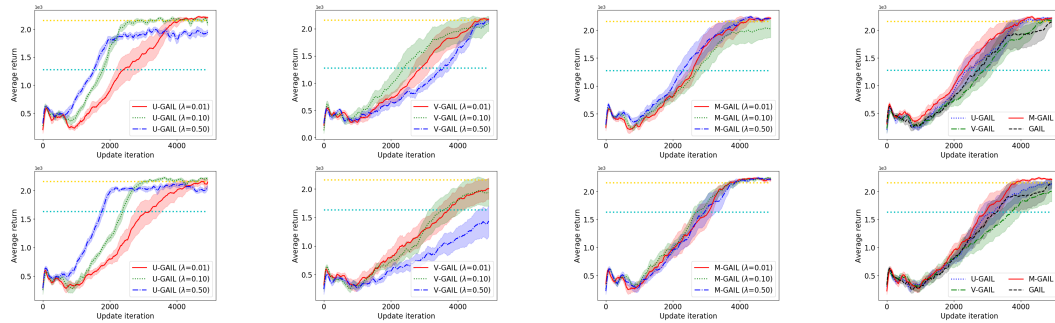 1e3
2.0
1.5
1.0
0.5
Average return
U-GAIL (λ=0.01)
U-GAIL (λ=0.10)
U-GAIL (λ=0.50)
0
2000
4000
Update iteration
1e3
2.0
1.5
1.0
0.5
0.0
Average return
V-GAIL (λ=0.01)
V-GAIL (λ=0.10)
V-GAIL (λ=0.50)
0
2000
4000
Update iteration
1e3
2.0
1.5
1.0
0.5
Average return
M-GAIL (λ=0.01)
M-GAIL (λ=0.10)
M-GAIL (λ=0.50)
0
2000
4000
Update iteration
1e3
2.0
1.5
1.0
0.5
Average return
U-GAIL M-GAIL
V-GAIL GAIL
0
2000
4000
Update iteration
1e3
2.0
1.5
1.0
0.5
Average return
U-GAIL (λ=0.01)
U-GAIL (λ=0.10)
U-GAIL (λ=0.50)
0
2000
4000
Update iteration
1e3
2.0
1.5
1.0
0.5
Average return
V-GAIL (λ=0.01)
V-GAIL (λ=0.10)
V-GAIL (λ=0.50)
0
2000
4000
Update iteration
1e3
2.0
1.5
1.0
0.5
Average return
M-GAIL (λ=0.01)
M-GAIL (λ=0.10)
M-GAIL (λ=0.50)
0
2000
4000
Update iteration
1e3
2.0
1.5
1.0
0.5
Average return
U-GAIL M-GAIL
V-GAIL GAIL
0
2000
4000
Update iteration